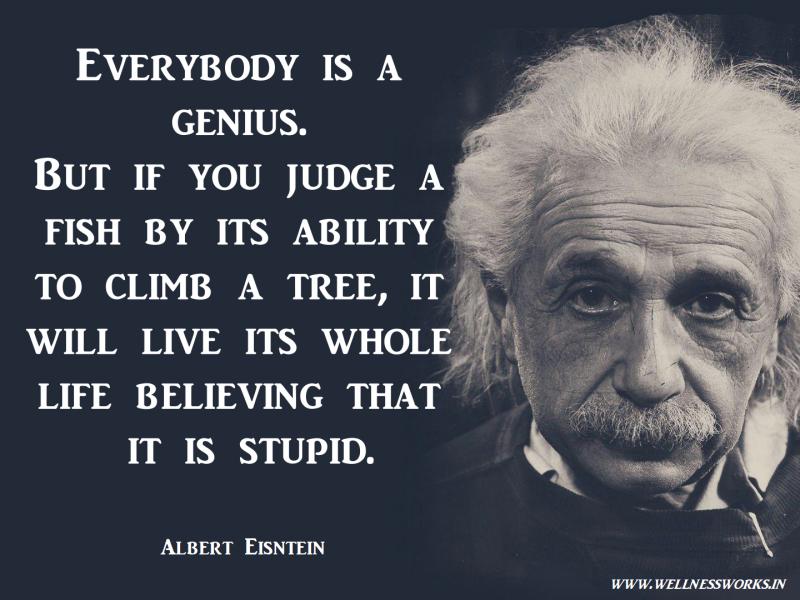 Everybody is a
genius.
But if you judge a
fish by its ability
to climb a tree, it
will live its whole
life believing that
it is stupid.
Albert Eisntein
www.wellnessworks.in